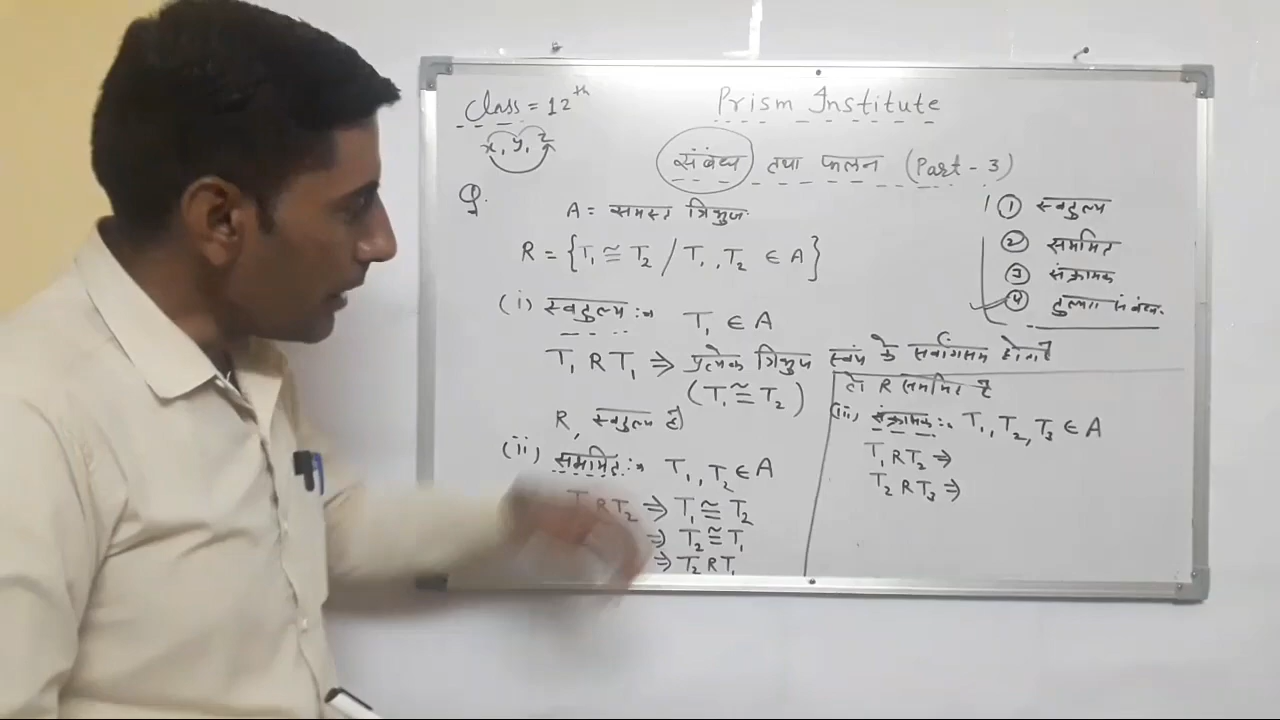 Class = 12th
Prism Institute
x, y, z
संबंध तथा फलन (Part - 3)
Q.
A = समस्त त्रिभुज
R = {T₁ ≅ T₂ / T₁, T₂ ∈ A}
① स्वतुल्य
② सममित
③ संक्रामक
④ तुल्यता संबंध
(i) स्वतुल्य :- T₁ ∈ A
T₁ R T₁ ⇒ प्रत्येक त्रिभुज स्वंय के सर्वांगसम होता है
(T₁ ≅ T₂)
R, स्वतुल्य है
(ii) सममित :- T₁, T₂ ∈ A
T₁ R T₂ ⇒ T₁ ≅ T₂
⇒ T₂ ≅ T₁
⇒ T₂ R T₁
तो R सममित है
(iii) संक्रामक :- T₁, T₂, T₃ ∈ A
T₁ R T₂ ⇒
T₂ R T₃ ⇒